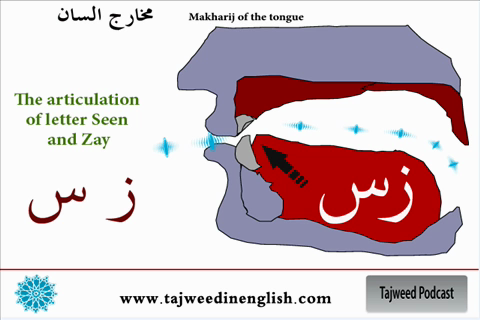 مخارج السان
Makharij of the tongue
The articulation
of letter Seen
and Zay
ز س
زس
www.tajweedinenglish.com
Tajweed Podcast